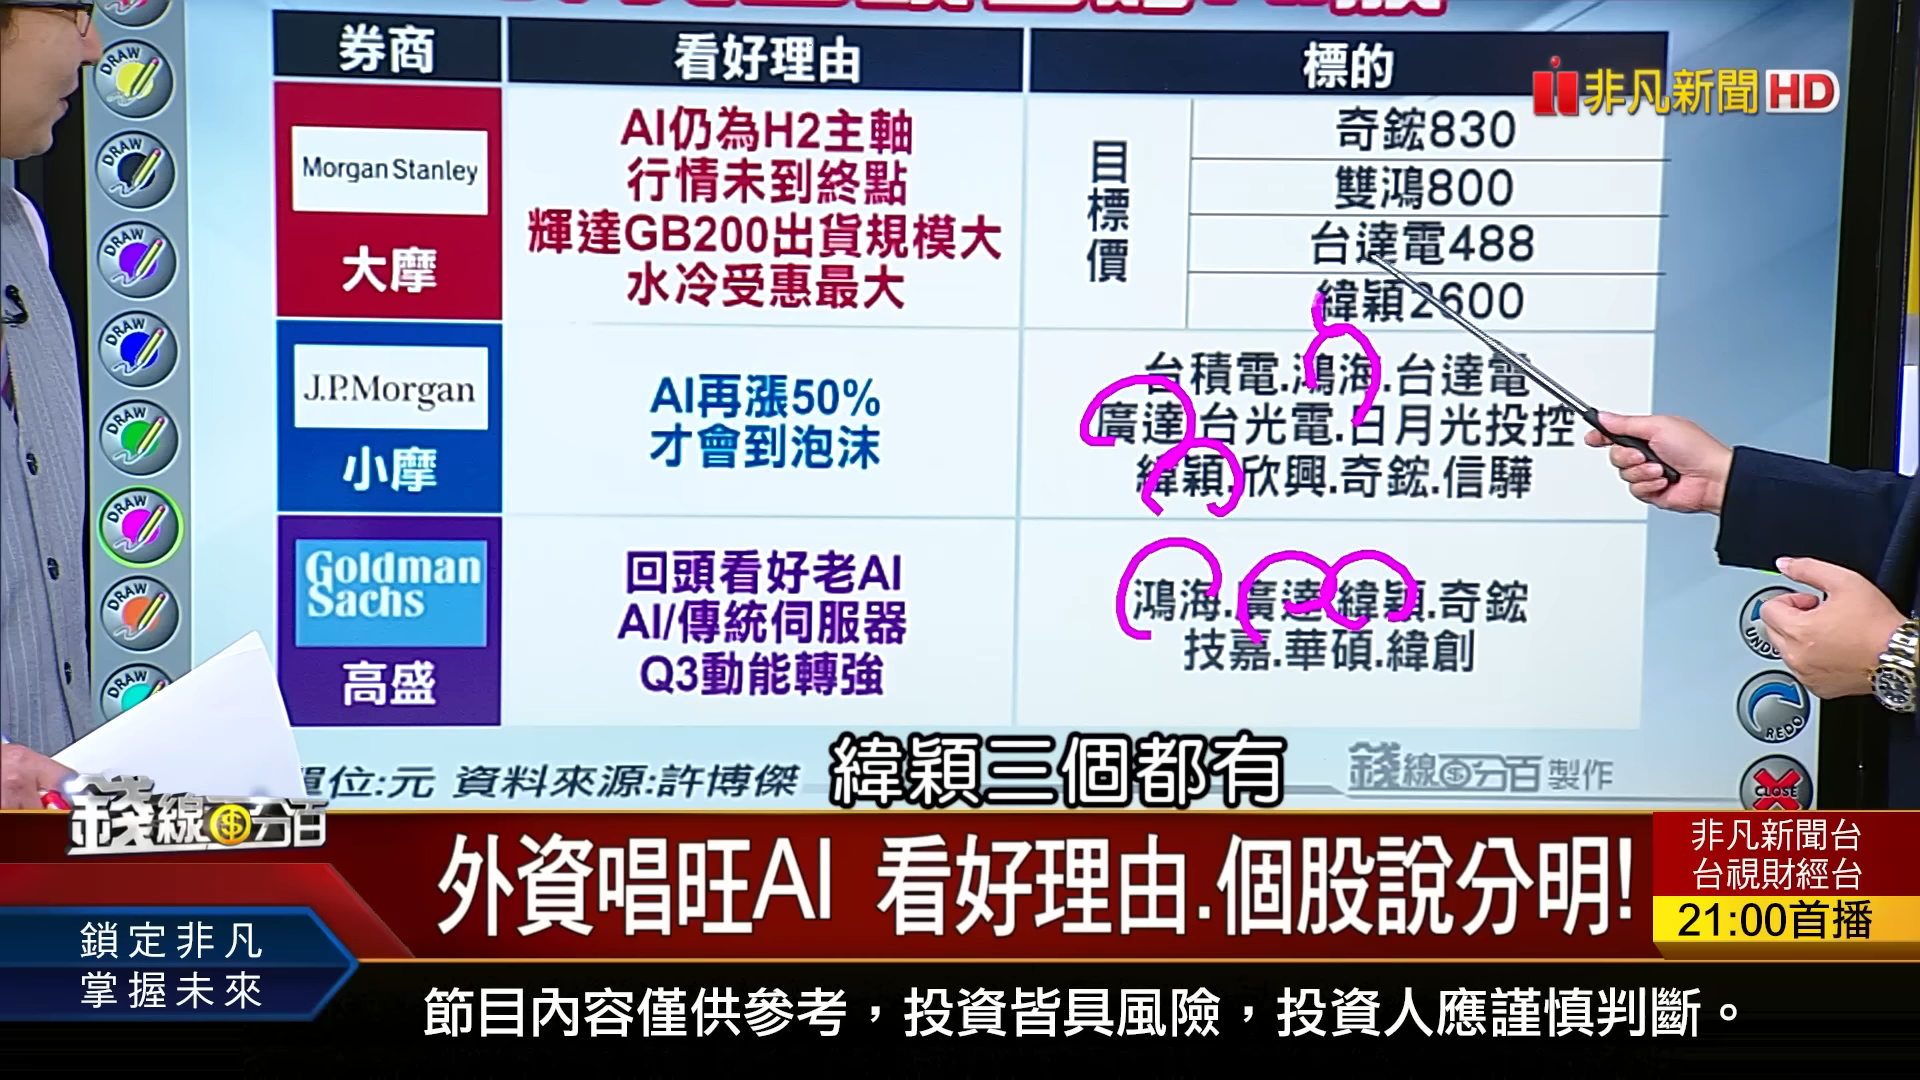 券商
看好理由
標的
非凡新聞HD
DRAW
DRAW
DRAW
DRAW
DRAW
DRAW
DRAW
DRAW
Morgan Stanley
大摩
AI仍為H2主軸
行情未到終點
輝達GB200出貨規模大
水冷受惠最大
目標價
奇鋐830
雙鴻800
台達電488
緯穎2600
J.P.Morgan
小摩
AI再漲50%
才會到泡沫
台積電.鴻海.台達電
廣達.台光電.日月光投控
緯穎.欣興.奇鋐.信驊
Goldman
Sachs
高盛
回頭看好老AI
AI/傳統伺服器
Q3動能轉強
鴻海.廣達.緯穎.奇鋐
技嘉.華碩.緯創
UNDO
REDO
CLOSE
單位:元 資料來源:許博傑
錢線百分百製作
緯穎三個都有
錢線百分百
外資唱旺AI 看好理由.個股說分明!
非凡新聞台
台視財經台
21:00首播
鎖定非凡
掌握未來
節目內容僅供參考，投資皆具風險，投資人應謹慎判斷。